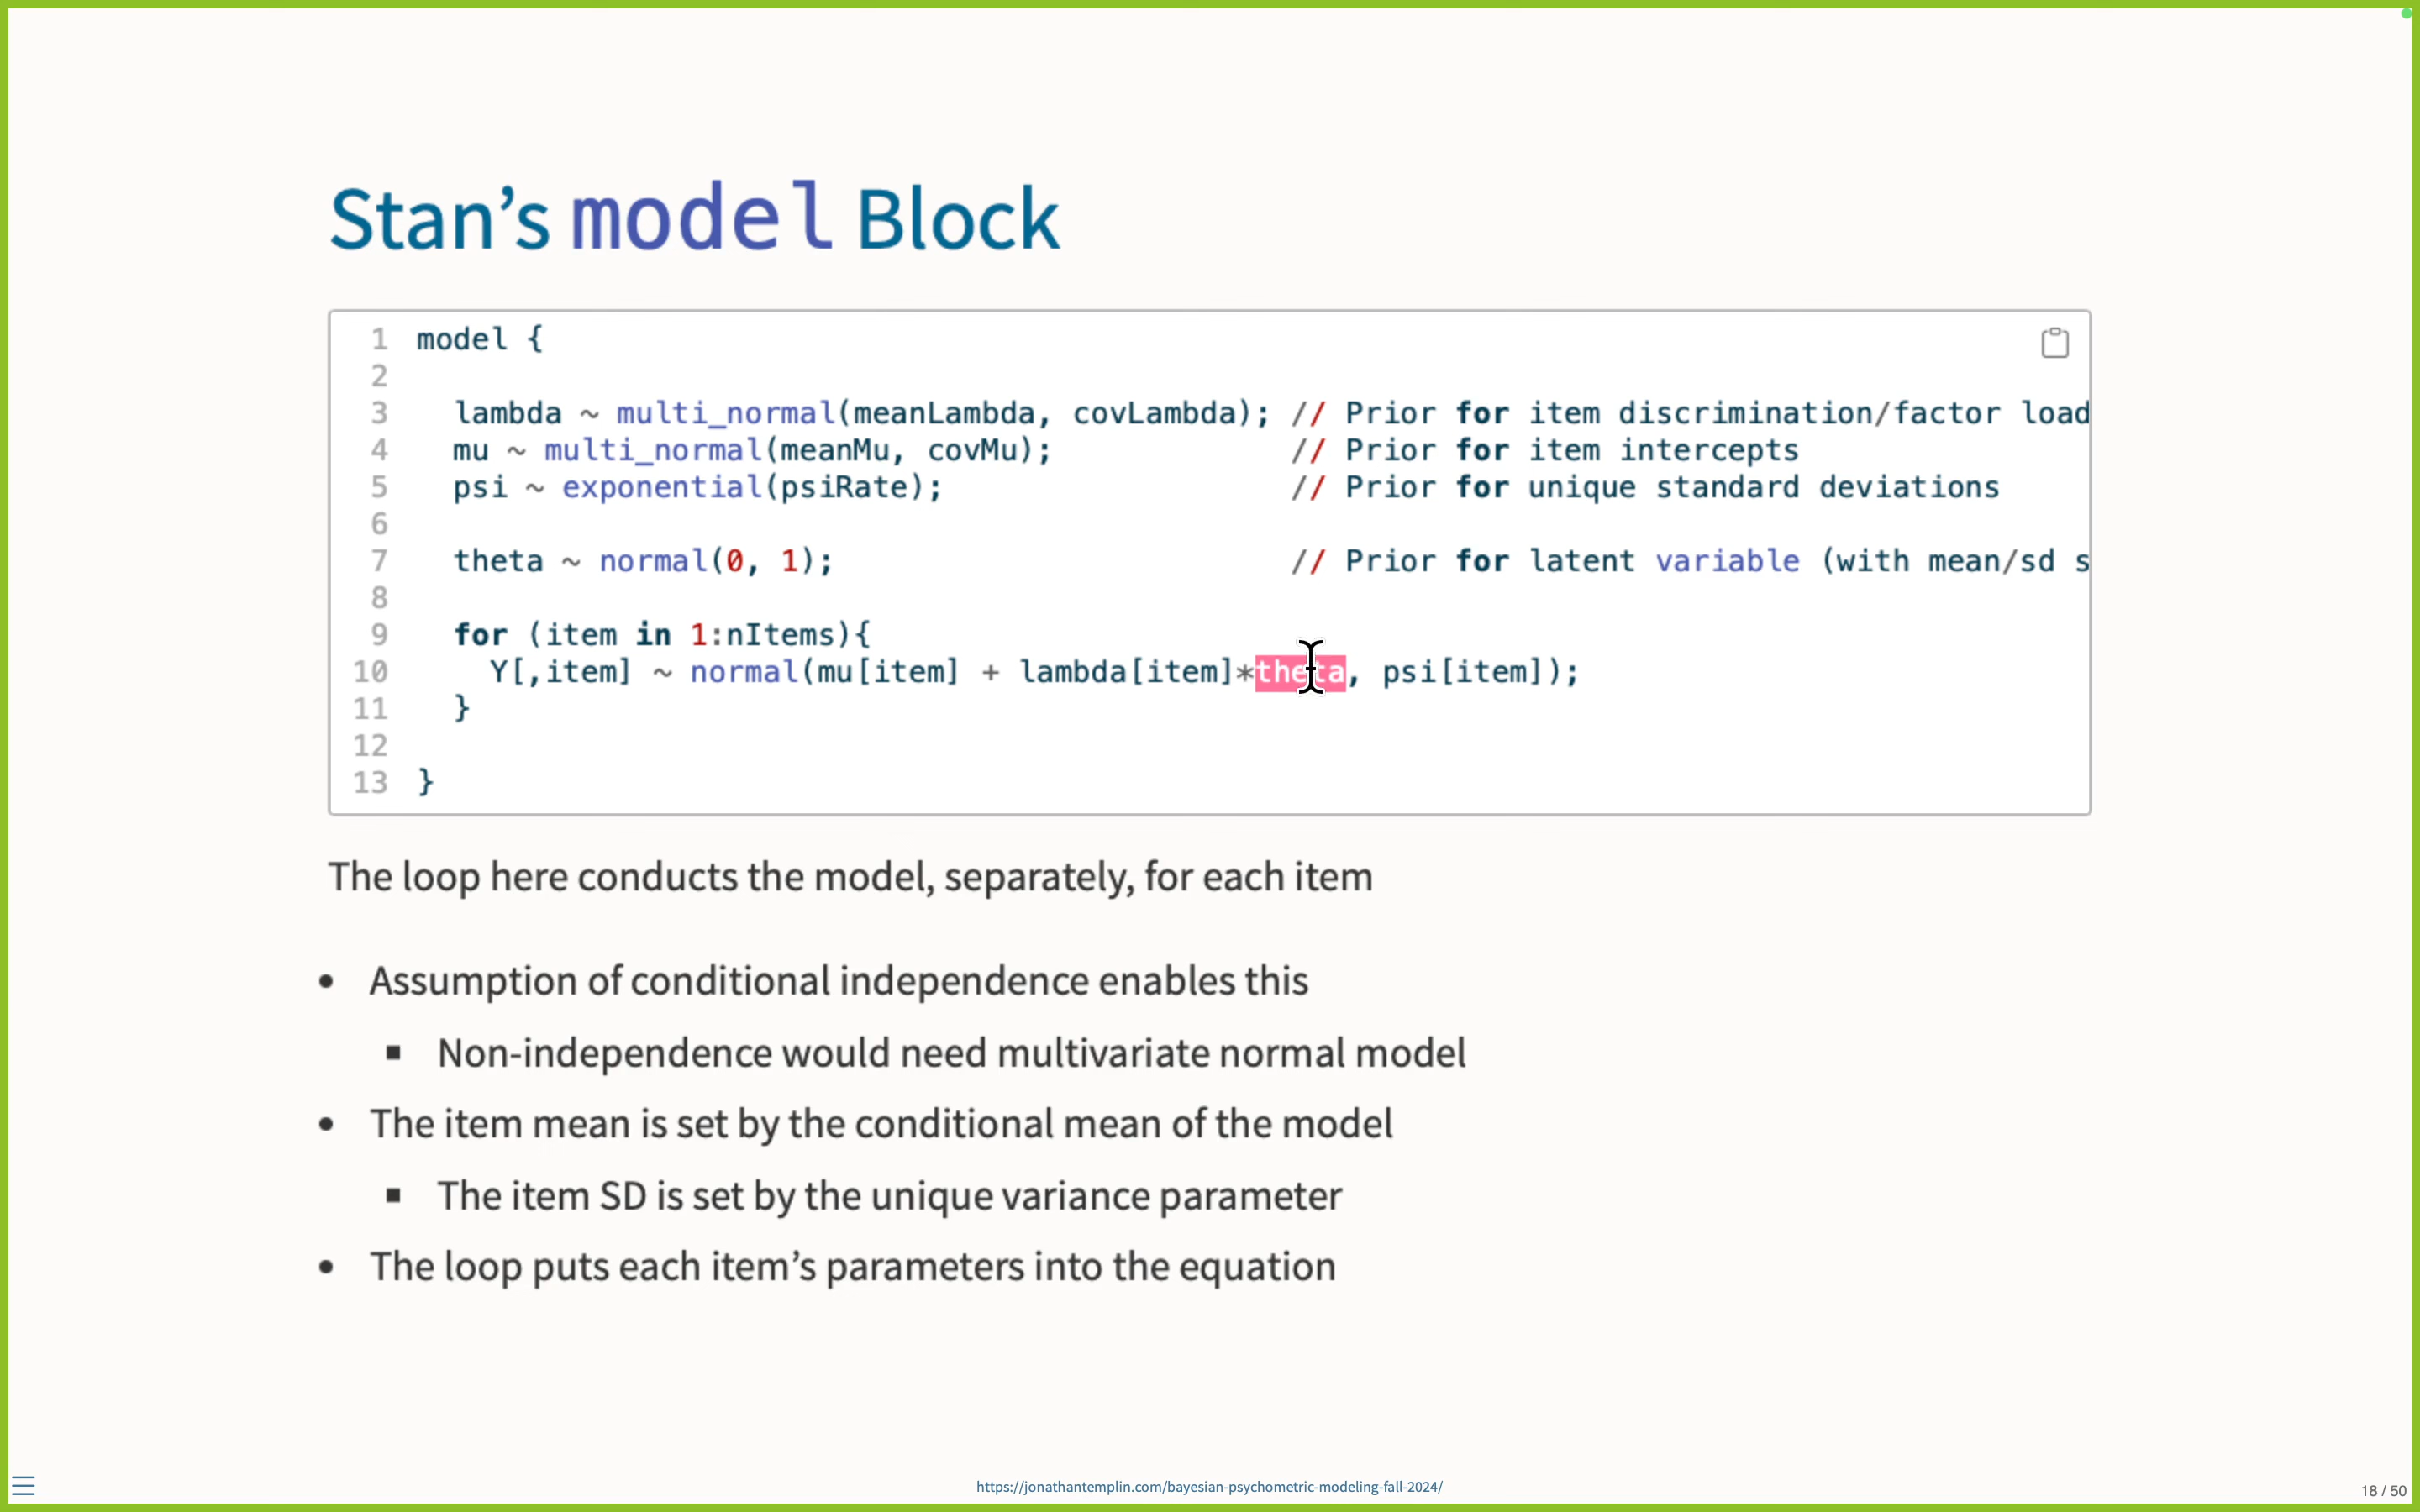 Stan’s model Block
1 model {
2
3 lambda ~ multi_normal(meanLambda, covLambda); // Prior for item discrimination/factor load
4 mu ~ multi_normal(meanMu, covMu); // Prior for item intercepts
5 psi ~ exponential(psiRate); // Prior for unique standard deviations
6
7 theta ~ normal(0, 1); // Prior for latent variable (with mean/sd s
8
9 for (item in 1:nItems){
10 Y[,item] ~ normal(mu[item] + lambda[item]*theta, psi[item]);
11 }
12
13 }
The loop here conducts the model, separately, for each item
• Assumption of conditional independence enables this
▪ Non-independence would need multivariate normal model
• The item mean is set by the conditional mean of the model
▪ The item SD is set by the unique variance parameter
• The loop puts each item’s parameters into the equation
https://jonathantemplin.com/bayesian-psychometric-modeling-fall-2024/
18 / 50